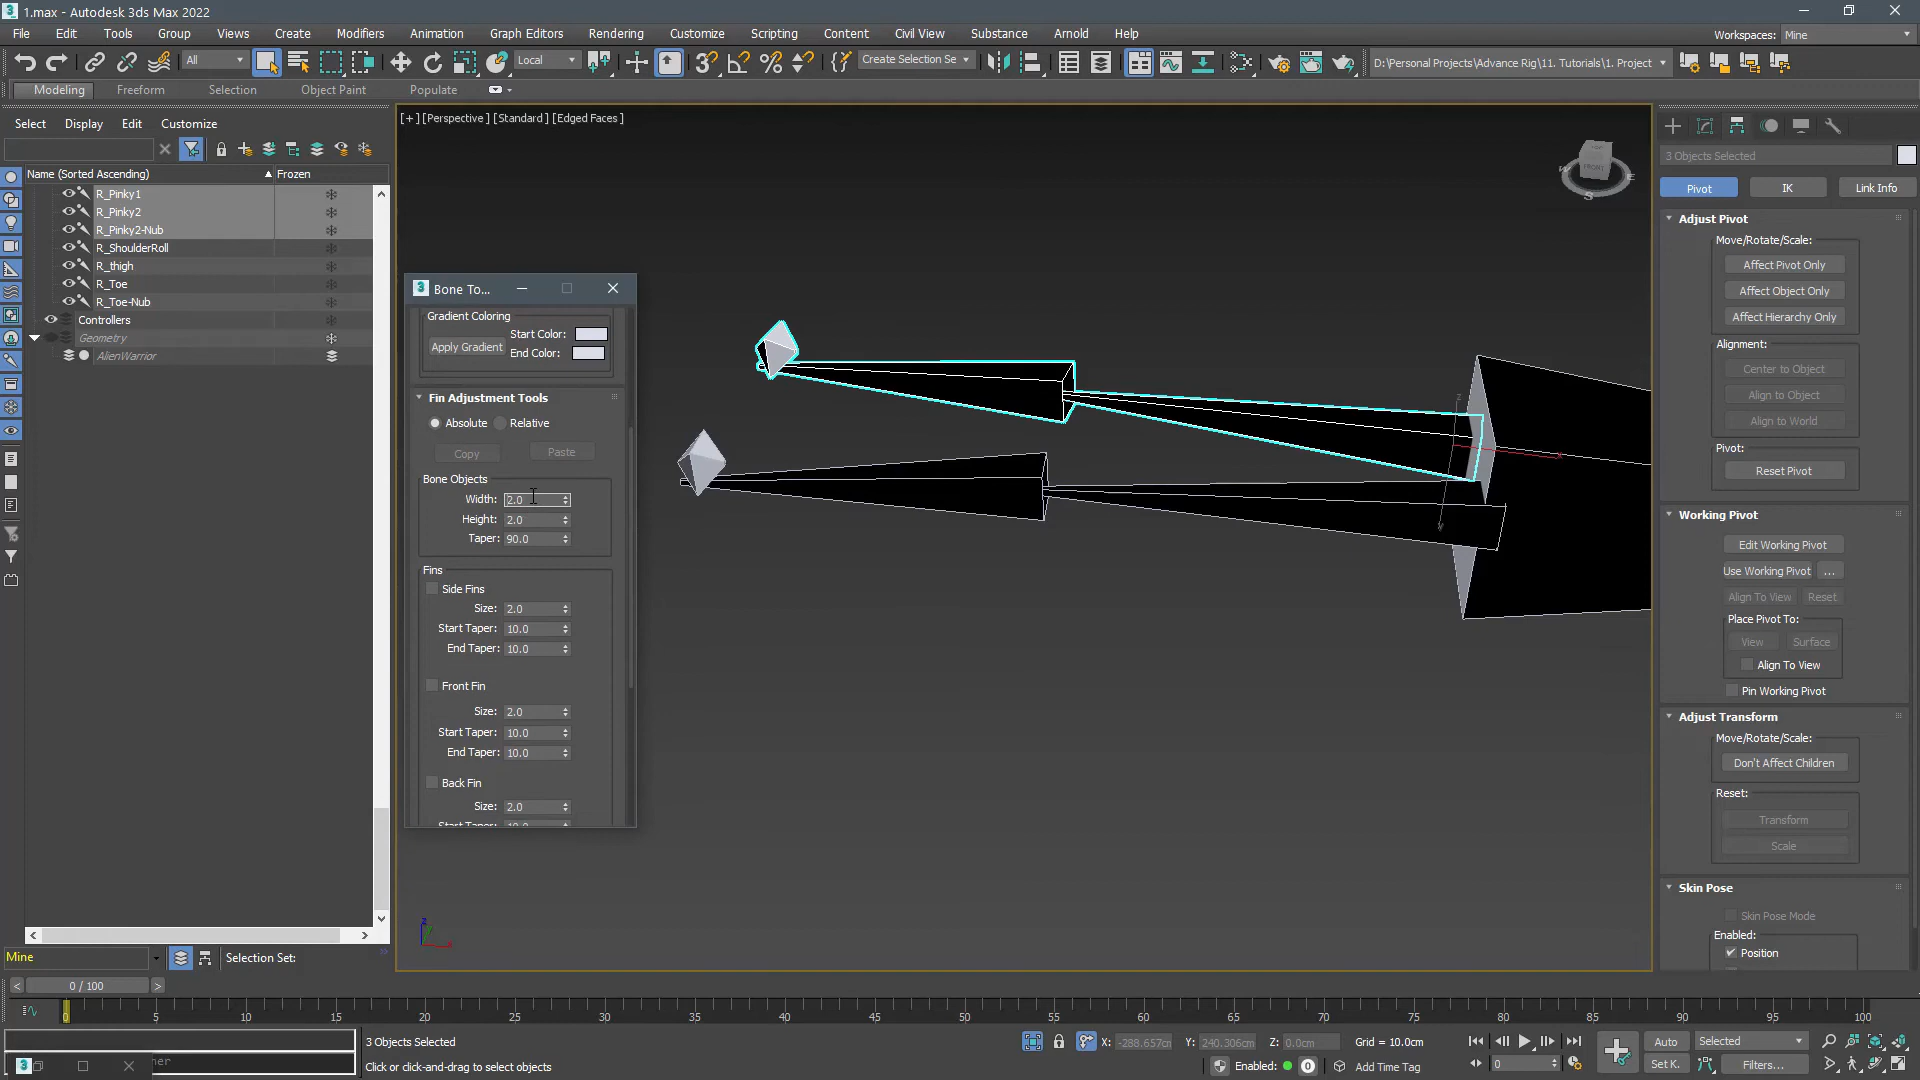 1.max - Autodesk 3ds Max 2022
File Edit Tools Group Views Create Modifiers Animation Graph Editors Rendering Customize Scripting Content Civil View Substance Arnold Help
Workspaces: Mine
All
Local
Create Selection Se
D:\Personal Projects\Advance Rig\11. Tutorials\1. Project
Modeling Freeform Selection Object Paint Populate
Select Display Edit Customize
Name (Sorted Ascending) Frozen
R_Pinky1
R_Pinky2
R_Pinky2-Nub
R_ShoulderRoll
R_thigh
R_Toe
R_Toe-Nub
Controllers
Geometry
AlienWarrior
[+] [Perspective] [Standard] [Edged Faces]
Bone To...
Gradient Coloring
Start Color:
Apply Gradient
End Color:
Fin Adjustment Tools
Absolute Relative
Copy Paste
Bone Objects
Width: 2.0
Height: 2.0
Taper: 90.0
Fins
Side Fins
Size: 2.0
Start Taper: 10.0
End Taper: 10.0
Front Fin
Size: 2.0
Start Taper: 10.0
End Taper: 10.0
Back Fin
Size: 2.0
Start Taper: 10.0
3 Objects Selected
Pivot IK Link Info
Adjust Pivot
Move/Rotate/Scale:
Affect Pivot Only
Affect Object Only
Affect Hierarchy Only
Alignment:
Center to Object
Align to Object
Align to World
Pivot:
Reset Pivot
Working Pivot
Edit Working Pivot
Use Working Pivot ...
Align To View Reset
Place Pivot To:
View Surface
Align To View
Pin Working Pivot
Adjust Transform
Move/Rotate/Scale:
Don't Affect Children
Reset:
Transform
Scale
Skin Pose
Skin Pose Mode
Enabled:
Position
Mine
Selection Set:
0 / 100
0 5 10 15 20 25 30 35 40 45 50 55 60 65 70 75 80 85 90 95 100
3 Objects Selected
Click or click-and-drag to select objects
X: -288.657cm Y: 240.306cm Z: 0.0cm Grid = 10.0cm
Enabled: 0 Add Time Tag
Auto Selected
0
Set K. Filters...